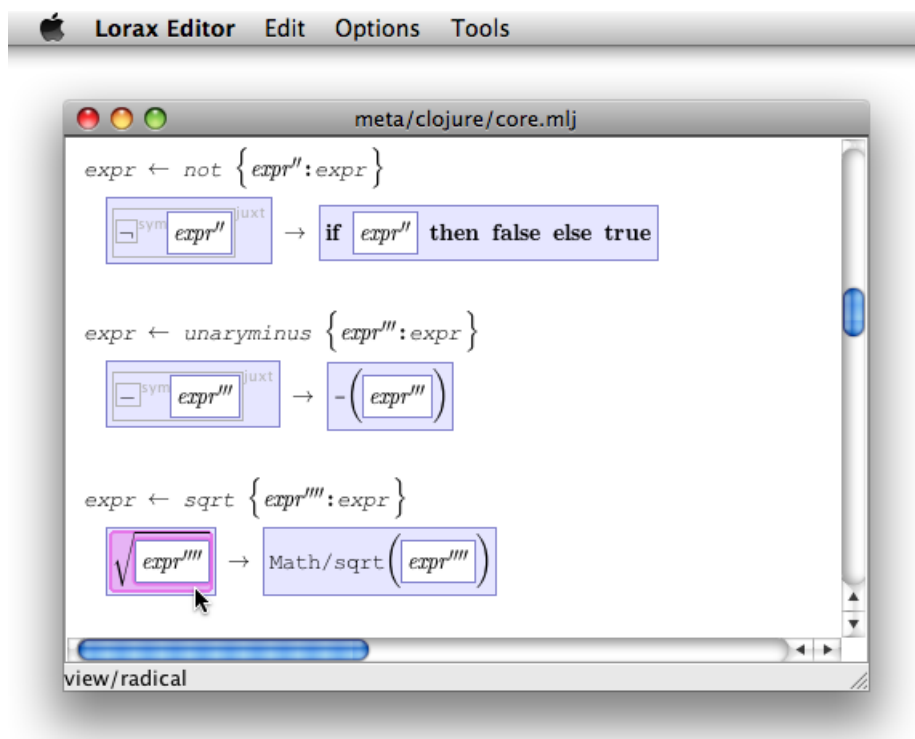 Lorax Editor Edit Options Tools
meta/clojure/core.mlj
expr ← not {expr′′:expr}
¬ sym expr′′ juxt → if expr′′ then false else true
expr ← unaryminus {expr′′′:expr}
− sym expr′′′ juxt → -(expr′′′)
expr ← sqrt {expr′′′′:expr}
√expr′′′′ → Math/sqrt(expr′′′′)
view/radical